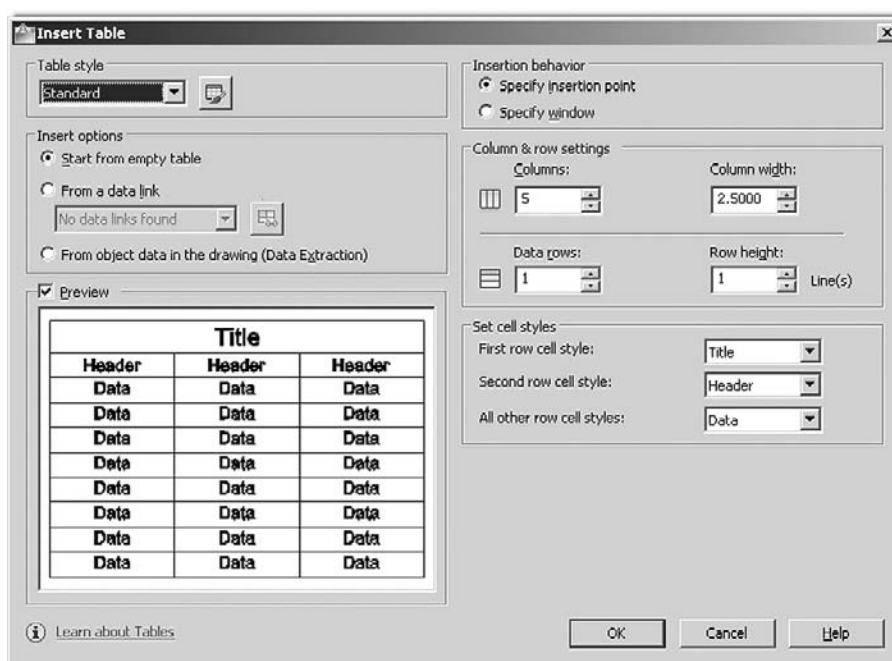 Insert Table
Table style
Standard
Insert options
Start from empty table
From a data link
No data links found
From object data in the drawing (Data Extraction)
Preview
Title
Header Header Header
Data Data Data
Data Data Data
Data Data Data
Data Data Data
Data Data Data
Data Data Data
Data Data Data
Data Data Data
Learn about Tables
Insertion behavior
Specify insertion point
Specify window
Column & row settings
Columns: Column width:
5 2.5000
Data rows: Row height:
1 1 Line(s)
Set cell styles
First row cell style: Title
Second row cell style: Header
All other row cell styles: Data
OK Cancel Help